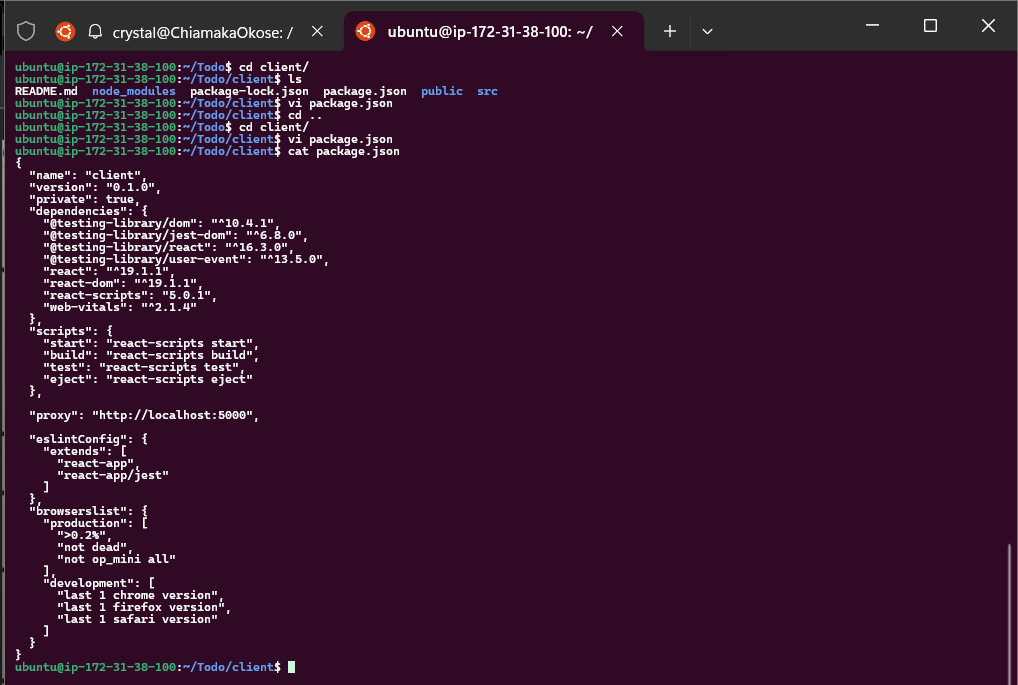 crystal@ChiamakaOkose: /
ubuntu@ip-172-31-38-100: ~/
ubuntu@ip-172-31-38-100:~/Todo$ cd client/
ubuntu@ip-172-31-38-100:~/Todo/client$ ls
README.md  node_modules  package-lock.json  package.json  public  src
ubuntu@ip-172-31-38-100:~/Todo/client$ vi package.json
ubuntu@ip-172-31-38-100:~/Todo/client$ cd ..
ubuntu@ip-172-31-38-100:~/Todo$ cd client/
ubuntu@ip-172-31-38-100:~/Todo/client$ vi package.json
ubuntu@ip-172-31-38-100:~/Todo/client$ cat package.json
{
  "name": "client",
  "version": "0.1.0",
  "private": true,
  "dependencies": {
    "@testing-library/dom": "^10.4.1",
    "@testing-library/jest-dom": "^6.8.0",
    "@testing-library/react": "^16.3.0",
    "@testing-library/user-event": "^13.5.0",
    "react": "^19.1.1",
    "react-dom": "^19.1.1",
    "react-scripts": "5.0.1",
    "web-vitals": "^2.1.4"
  },
  "scripts": {
    "start": "react-scripts start",
    "build": "react-scripts build",
    "test": "react-scripts test",
    "eject": "react-scripts eject"
  },
  "proxy": "http://localhost:5000",
  "eslintConfig": {
    "extends": [
      "react-app",
      "react-app/jest"
    ]
  },
  "browserslist": {
    "production": [
      ">0.2%",
      "not dead",
      "not op_mini all"
    ],
    "development": [
      "last 1 chrome version",
      "last 1 firefox version",
      "last 1 safari version"
    ]
  }
}
ubuntu@ip-172-31-38-100:~/Todo/client$